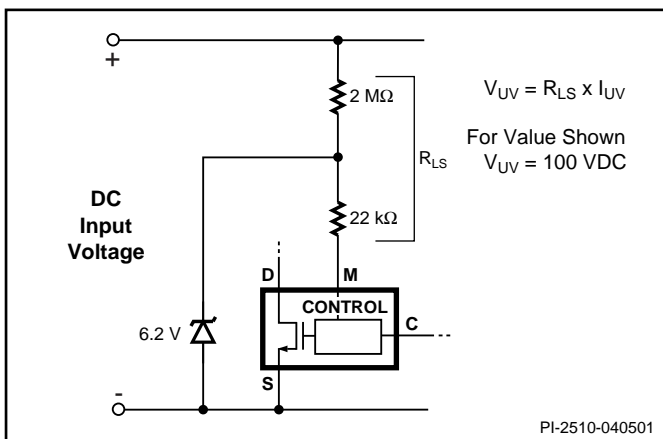 +
2 MΩ
V_UV = R_LS x I_UV
For Value Shown
V_UV = 100 VDC
R_LS
DC
Input
Voltage
22 kΩ
D
M
CONTROL
C
6.2 V
S
-
PI-2510-040501